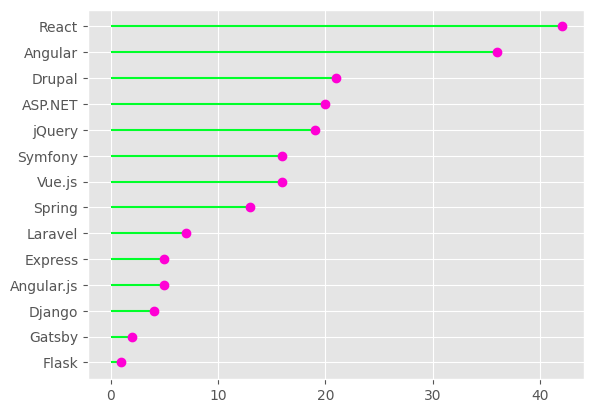 React
Angular
Drupal
ASP.NET
jQuery
Symfony
Vue.js
Spring
Laravel
Express
Angular.js
Django
Gatsby
Flask
0 10 20 30 40